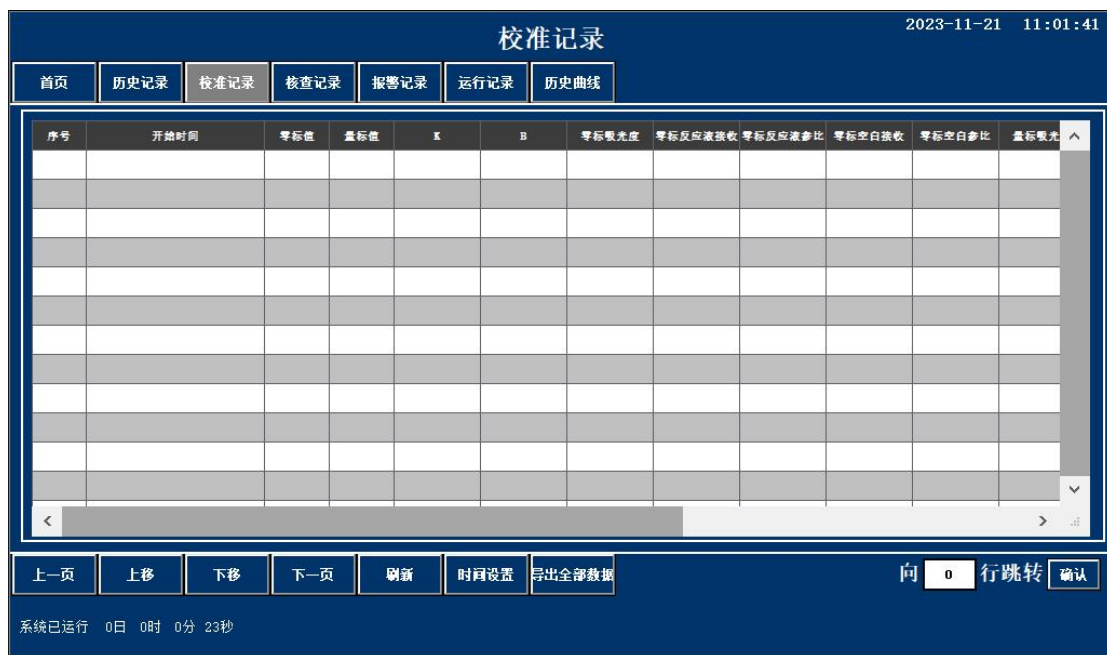 校准记录
2023-11-21 11:01:41
首页 历史记录 校准记录 核查记录 报警记录 运行记录 历史曲线
序号 开始时间 零标值 量标值 K B 零标吸光度 零标反应液接收 零标反应液参比 零标空白接收 零标空白参比 量标吸光
上一页 上移 下移 下一页 刷新 时间设置 导出全部数据 向 0 行跳转 确认
系统已运行 0日 0时 0分 23秒